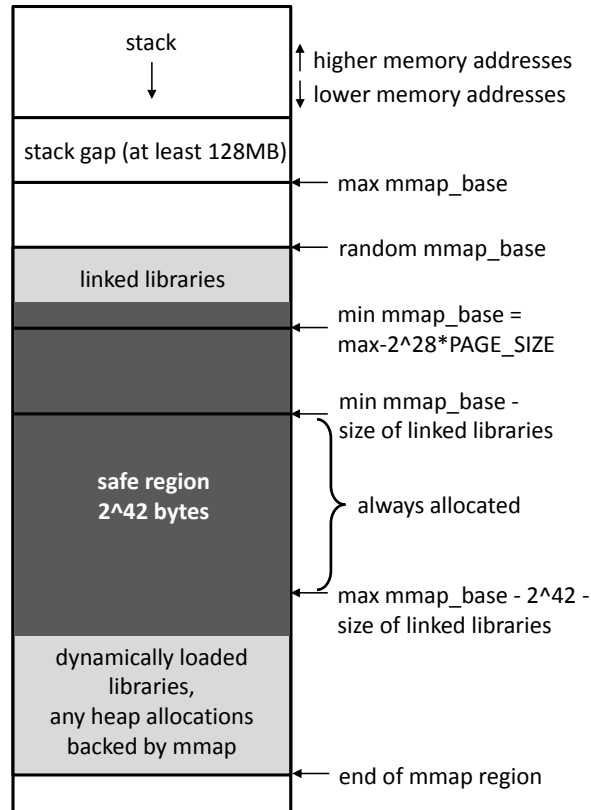 stack
↑ higher memory addresses
↓ lower memory addresses
stack gap (at least 128MB)
max mmap_base
random mmap_base
linked libraries
min mmap_base =
max-2^28*PAGE_SIZE
min mmap_base -
size of linked libraries
safe region
2^42 bytes
always allocated
max mmap_base - 2^42 -
size of linked libraries
dynamically loaded
libraries,
any heap allocations
backed by mmap
end of mmap region